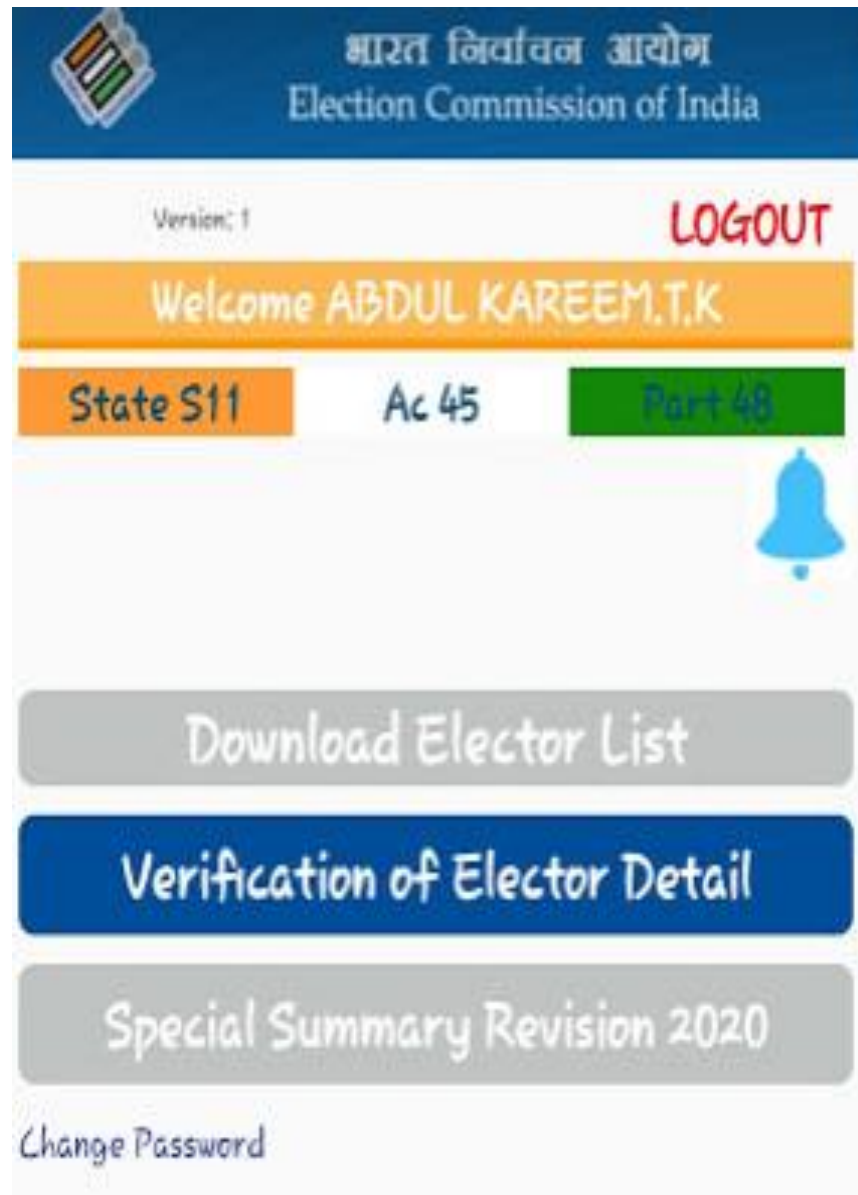 भारत निर्वाचन आयोग
Election Commission of India
Version: 1
LOGOUT
Welcome ABDUL KAREEM.T.K
State S11 Ac 45 Part 48
Download Elector List
Verification of Elector Detail
Special Summary Revision 2020
Change Password